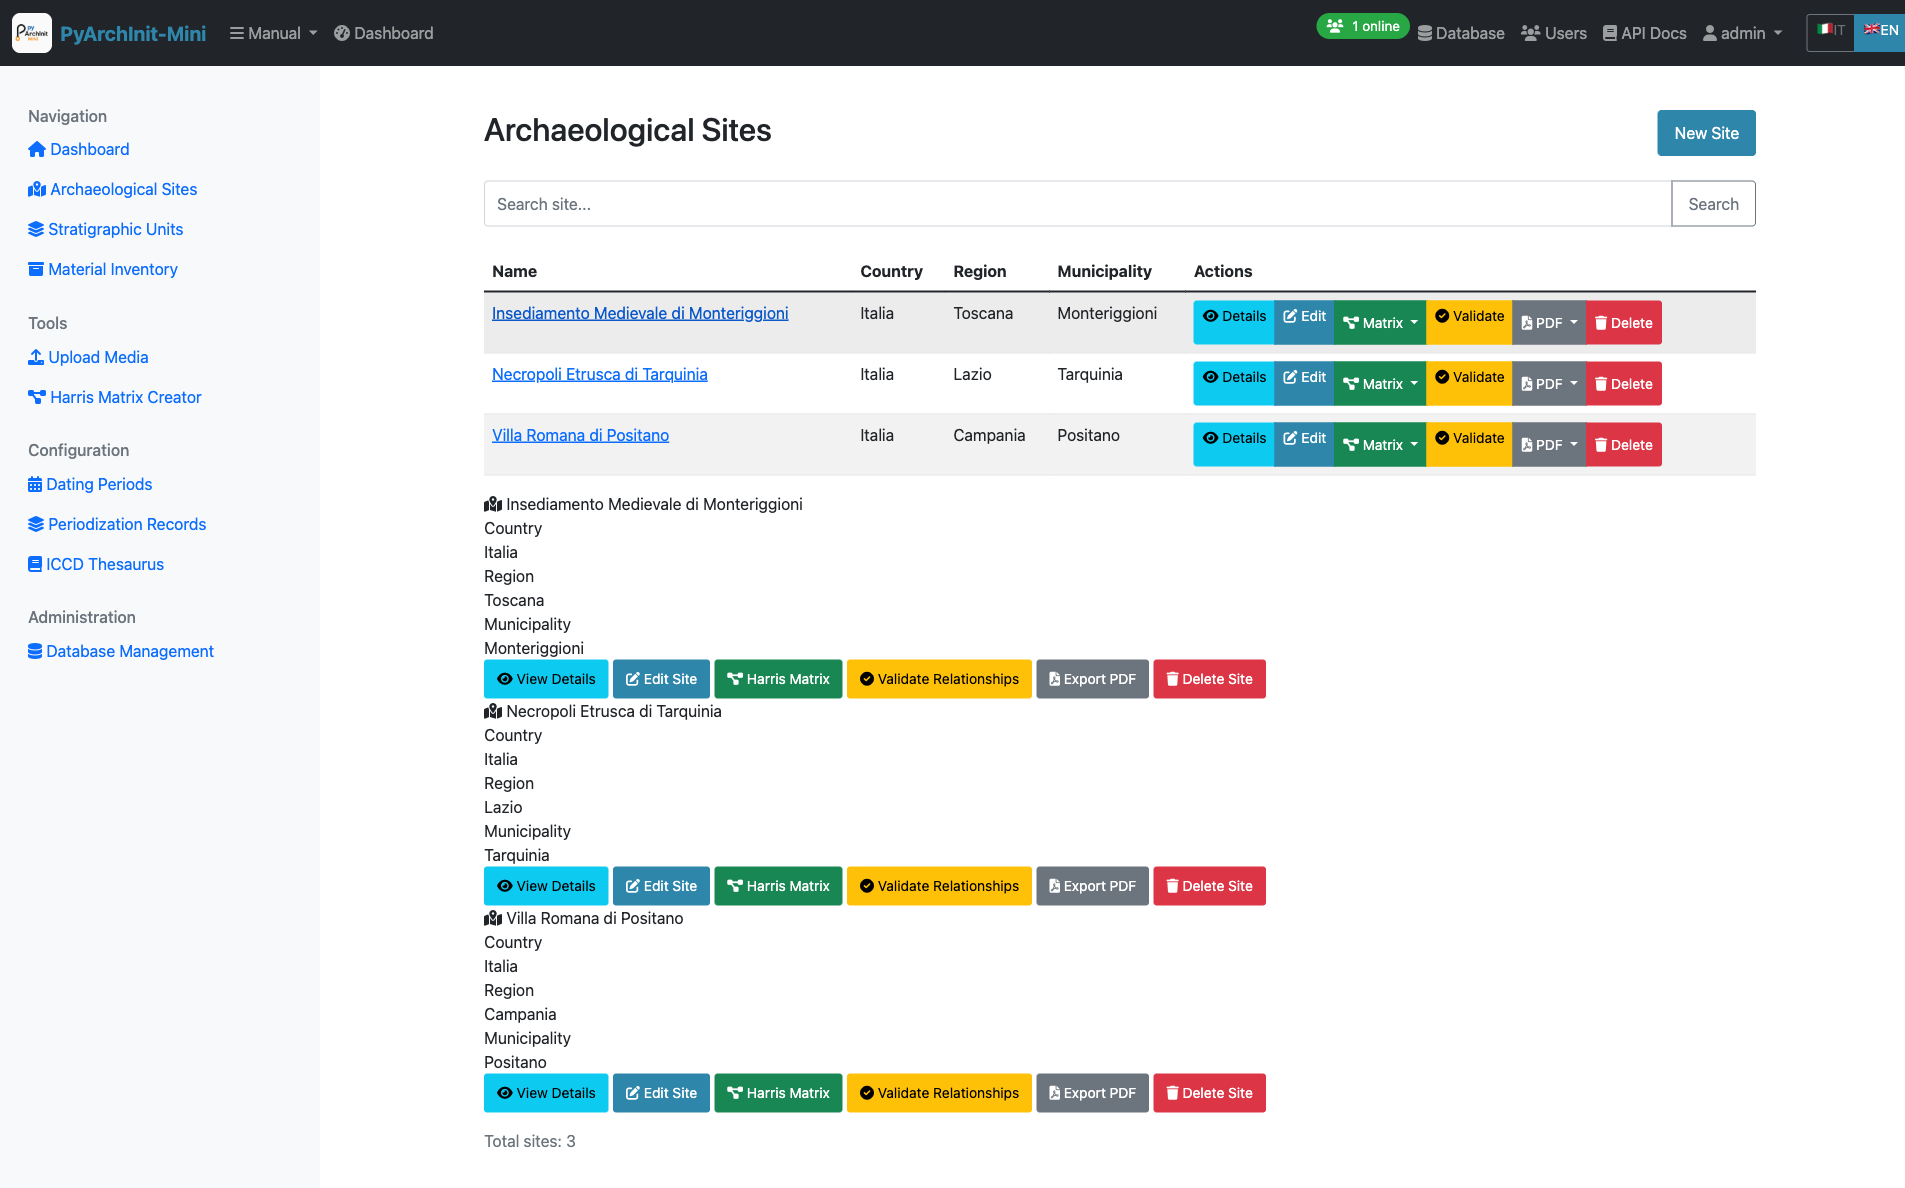 PyArchInit-Mini Manual Dashboard 1 online Database Users API Docs admin IT EN
Navigation
Dashboard
Archaeological Sites
Stratigraphic Units
Material Inventory
Tools
Upload Media
Harris Matrix Creator
Configuration
Dating Periods
Periodization Records
ICCD Thesaurus
Administration
Database Management
Archaeological Sites New Site
Search site... Search
Name Country Region Municipality Actions
Insediamento Medievale di Monteriggioni Italia Toscana Monteriggioni Details Edit Matrix Validate PDF Delete
Necropoli Etrusca di Tarquinia Italia Lazio Tarquinia Details Edit Matrix Validate PDF Delete
Villa Romana di Positano Italia Campania Positano Details Edit Matrix Validate PDF Delete
Insediamento Medievale di Monteriggioni
Country
Italia
Region
Toscana
Municipality
Monteriggioni
View Details Edit Site Harris Matrix Validate Relationships Export PDF Delete Site
Necropoli Etrusca di Tarquinia
Country
Italia
Region
Lazio
Municipality
Tarquinia
View Details Edit Site Harris Matrix Validate Relationships Export PDF Delete Site
Villa Romana di Positano
Country
Italia
Region
Campania
Municipality
Positano
View Details Edit Site Harris Matrix Validate Relationships Export PDF Delete Site
Total sites: 3